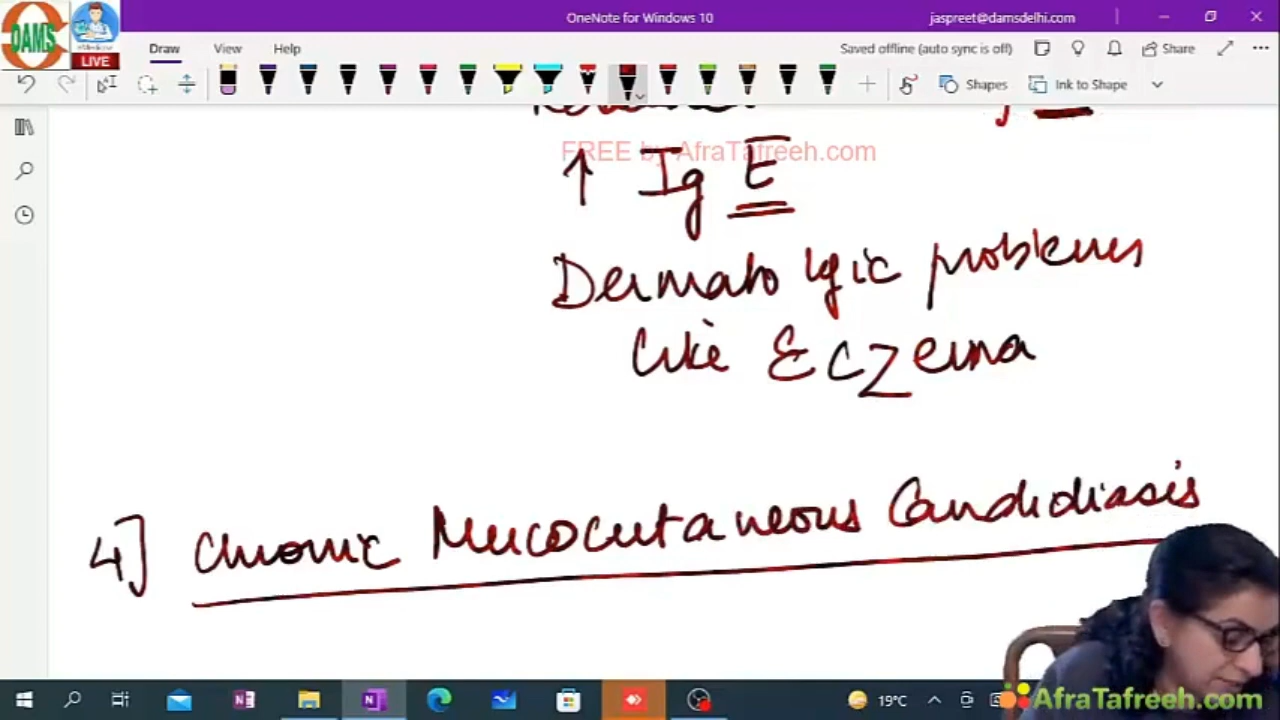 DAMS
eMedicoz
LIVE
OneNote for Windows 10
jaspreet@damsdelhi.com
Draw View Help
Saved offline (auto sync is off)
Share
Shapes
Ink to Shape
FREE by AfraTafreeh.com
↑ Ig E
Dermatologic problems
like Eczema
4] Chronic Mucocutaneous Candidiasis
19°C
AfraTafreeh.com